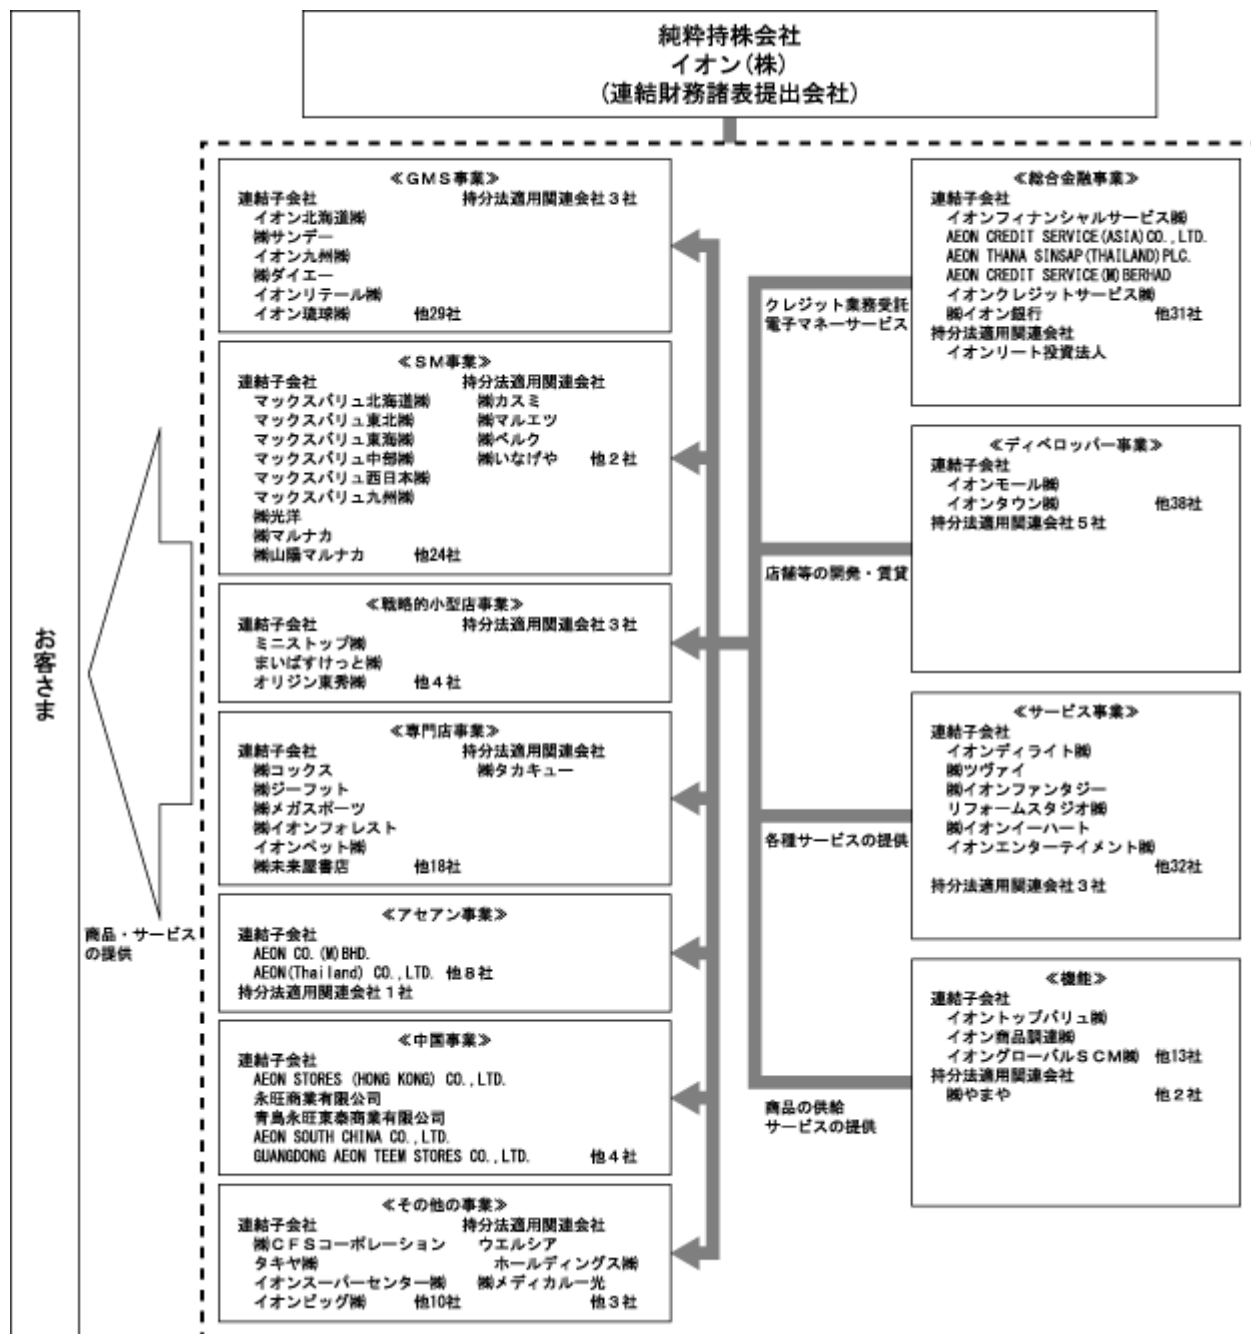 純粋持株会社
イオン(株)
(連結財務諸表提出会社)
≪GMS事業≫
連結子会社 持分法適用関連会社3社
イオン北海道㈱
㈱サンデー
イオン九州㈱
㈱ダイエー
イオンリテール㈱
イオン琉球㈱ 他29社
≪SM事業≫
連結子会社 持分法適用関連会社
マックスバリュ北海道㈱ ㈱カスミ
マックスバリュ東北㈱ ㈱マルエツ
マックスバリュ東海㈱ ㈱ベルク
マックスバリュ中部㈱ ㈱いなげや 他2社
マックスバリュ西日本㈱
マックスバリュ九州㈱
㈱光洋
㈱マルナカ
㈱山陽マルナカ 他24社
≪戦略的小型店事業≫
連結子会社 持分法適用関連会社3社
ミニストップ㈱
まいばすけっと㈱
オリジン東秀㈱ 他4社
≪専門店事業≫
連結子会社 持分法適用関連会社
㈱コックス ㈱タカキュー
㈱ジーフット
㈱メガスポーツ
㈱イオンフォレスト
イオンペット㈱
㈱未来屋書店 他18社
≪アセアン事業≫
連結子会社
AEON CO.(M)BHD.
AEON(Thailand) CO.,LTD. 他8社
持分法適用関連会社1社
≪中国事業≫
連結子会社
AEON STORES (HONG KONG) CO.,LTD.
永旺商業有限公司
青島永旺東泰商業有限公司
AEON SOUTH CHINA CO.,LTD.
GUANGDONG AEON TEEM STORES CO.,LTD. 他4社
≪その他の事業≫
連結子会社 持分法適用関連会社
㈱CFSコーポレーション ウエルシア
タキヤ㈱ ホールディングス㈱
イオンスーパーセンター㈱ ㈱メディカル一光
イオンビッグ㈱ 他10社 他3社
≪総合金融事業≫
連結子会社
イオンフィナンシャルサービス㈱
AEON CREDIT SERVICE(ASIA)CO.,LTD.
AEON THANA SINSAP(THAILAND)PLC.
AEON CREDIT SERVICE(M)BERHAD
イオンクレジットサービス㈱
㈱イオン銀行 他31社
持分法適用関連会社
イオンリート投資法人
クレジット業務受託
電子マネーサービス
≪ディベロッパー事業≫
連結子会社
イオンモール㈱
イオンタウン㈱ 他38社
持分法適用関連会社5社
店舗等の開発・賃貸
≪サービス事業≫
連結子会社
イオンディライト㈱
㈱ツヴァイ
㈱イオンファンタジー
リフォームスタジオ㈱
㈱イオンイーハート
イオンエンターテイメント㈱
他32社
持分法適用関連会社3社
各種サービスの提供
≪機能≫
連結子会社
イオントップバリュ㈱
イオン商品調達㈱
イオングローバルSCM㈱ 他13社
持分法適用関連会社
㈱やまや 他2社
商品の供給
サービスの提供
お客さま
商品・サービス
の提供